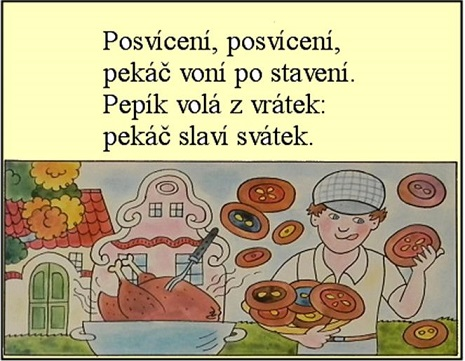 Posvícení, posvícení,
pekáč voní po stavení.
Pepík volá z vrátek:
pekáč slaví svátek.